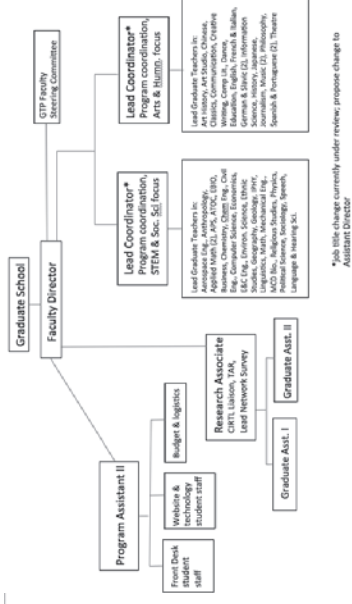 Graduate School
Faculty Director
GTP Faculty
Steering Committee
Program Assistant II
Front Desk
student
staff
Website &
technology
student staff
Budget & logistics
Research Associate
CIRTL Liaison, TAR,
Lead Network Survey
Graduate Asst. I
Graduate Asst. II
Lead Coordinator*
Program coordination,
STEM & Soc. Sci focus
Lead Graduate Teachers in:
Aerospace Eng., Anthropology,
Applied Math (2), APS, ATOC, EBIO,
Business, Chemistry, Chem Eng., Civil
Eng., Computer Science, Economics,
E&C Eng., Environ. Science, Ethnic
Studies, Geography, Geology, IPHY,
Linguistics, Math, Mechanical Eng.,
MCD Bio., Religious Studies, Physics,
Political Science, Sociology, Speech,
Language & Hearing Sci.
Lead Coordinator*
Program coordination,
Arts & Humn. focus
Lead Graduate Teachers in:
Art History, Art Studio, Chinese,
Classics, Communication, Creative
Writing, Comp Lit., Dance,
Education, English, French & Italian,
German & Slavic (2), Information
Science, History, Japanese,
Journalism, Music (2), Philosophy,
Spanish & Portuguese (2), Theatre
*job title change currently under review; propose change to
Assistant Director